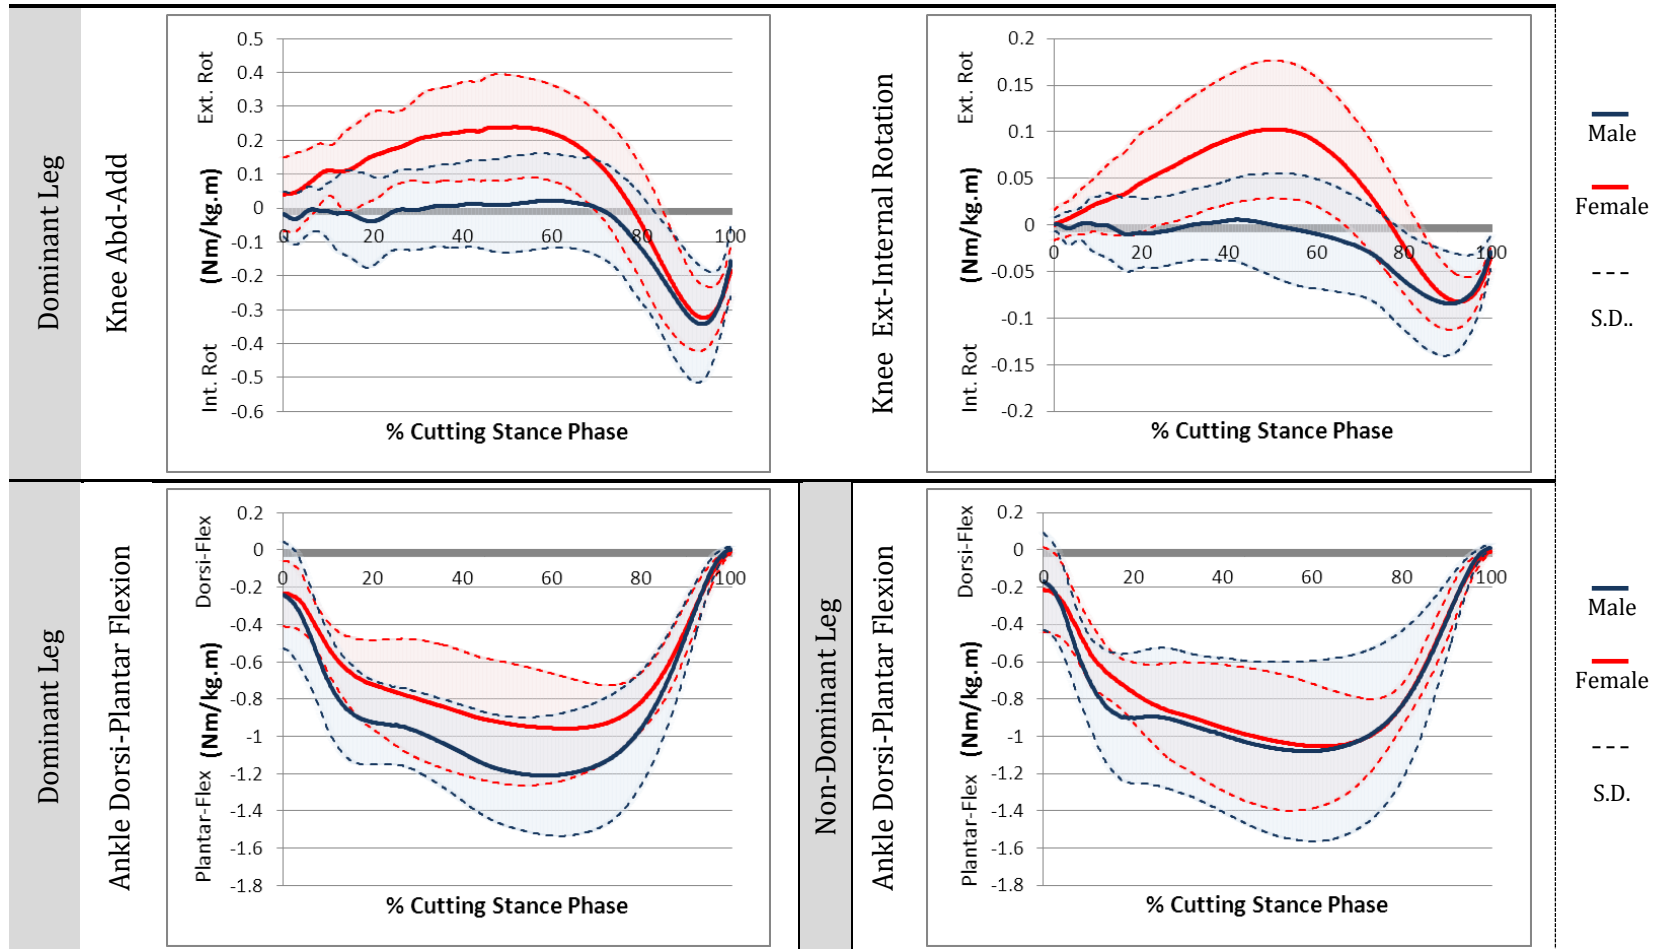 Dominant Leg
Knee Abd-Add
Int. Rot (Nm/kg.m) Ext. Rot
0.5
0.4
0.3
0.2
0.1
0
-0.1
-0.2
-0.3
-0.4
-0.5
-0.6
0 20 40 60 80 100
% Cutting Stance Phase
Knee Ext-Internal Rotation
Int. Rot (Nm/kg.m) Ext. Rot
0.2
0.15
0.1
0.05
0
-0.05
-0.1
-0.15
-0.2
0 20 40 60 80 100
% Cutting Stance Phase
Male
Female
---
S.D..
Dominant Leg
Ankle Dorsi-Plantar Flexion
Plantar-Flex (Nm/kg.m) Dorsi-Flex
0.2
0
-0.2
-0.4
-0.6
-0.8
-1
-1.2
-1.4
-1.6
-1.8
0 20 40 60 80 100
% Cutting Stance Phase
Non-Dominant Leg
Ankle Dorsi-Plantar Flexion
Plantar-Flex (Nm/kg.m) Dorsi-Flex
0.2
0
-0.2
-0.4
-0.6
-0.8
-1
-1.2
-1.4
-1.6
-1.8
0 20 40 60 80 100
% Cutting Stance Phase
Male
Female
---
S.D.